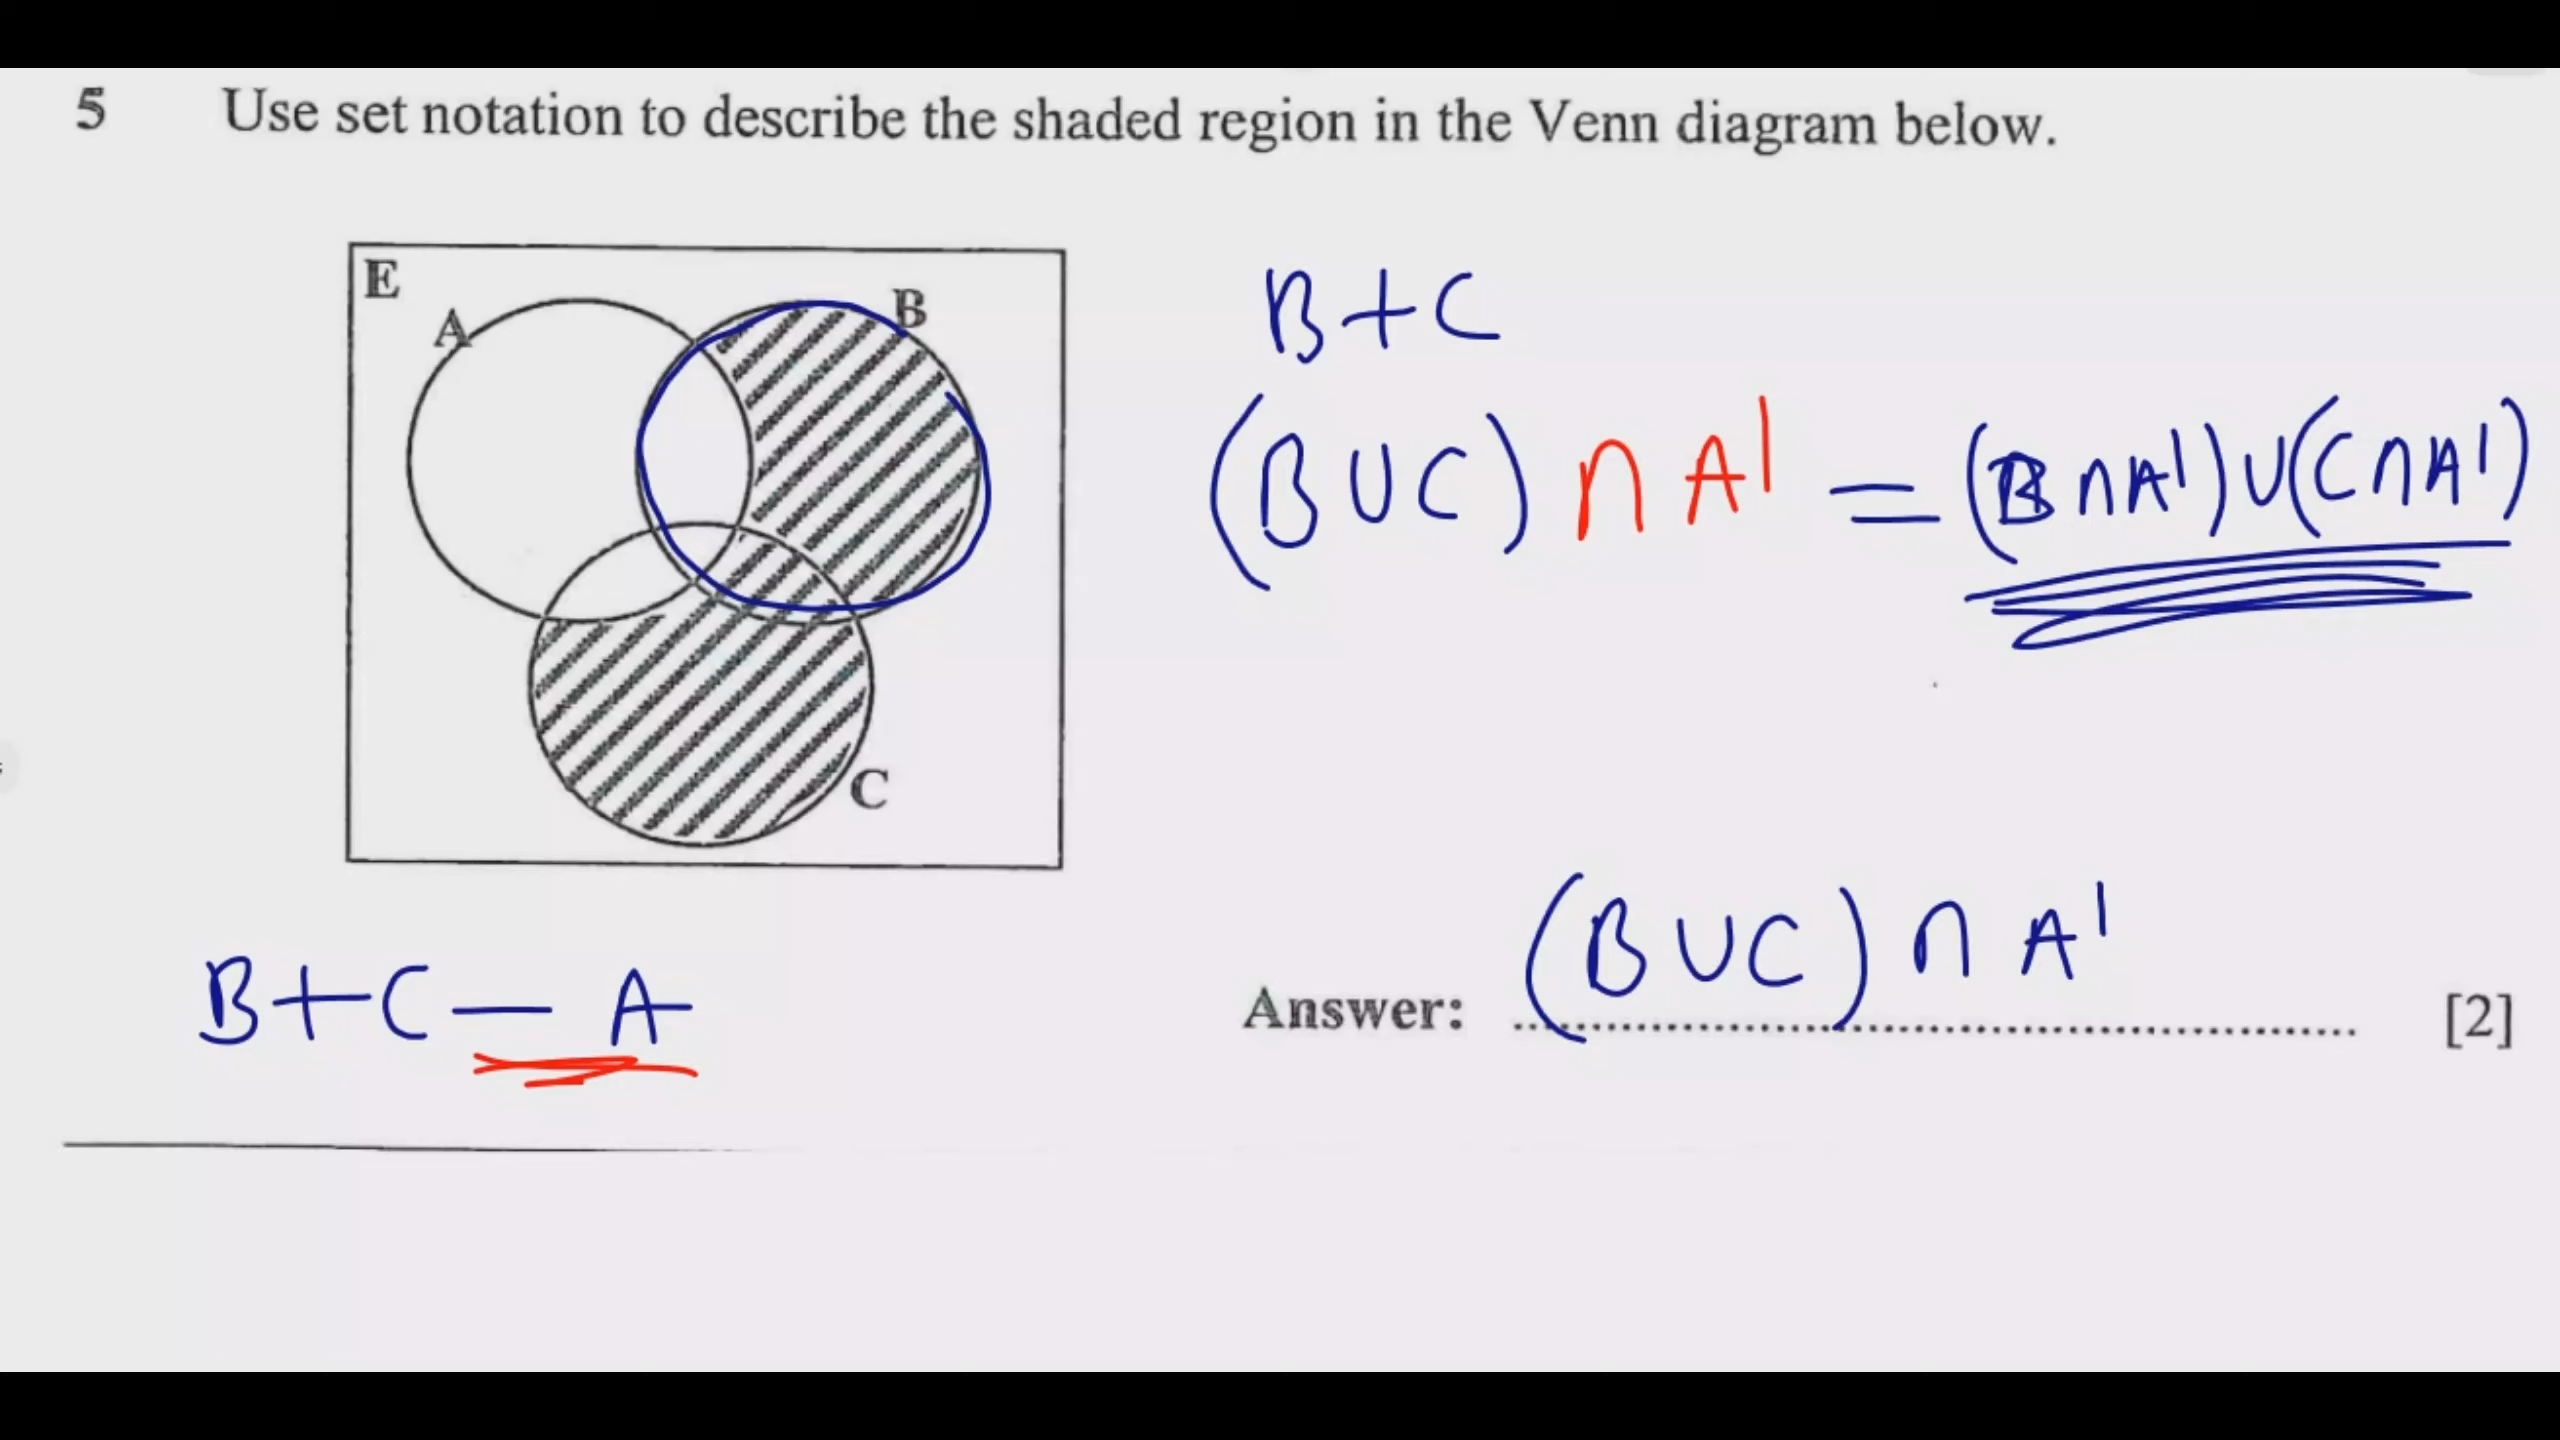 5 Use set notation to describe the shaded region in the Venn diagram below.
E
A
B
C
B+C
(B∪C) ∩ A' = (B∩A')∪(C∩A')
B+C — A
Answer: (B∪C) ∩ A' [2]